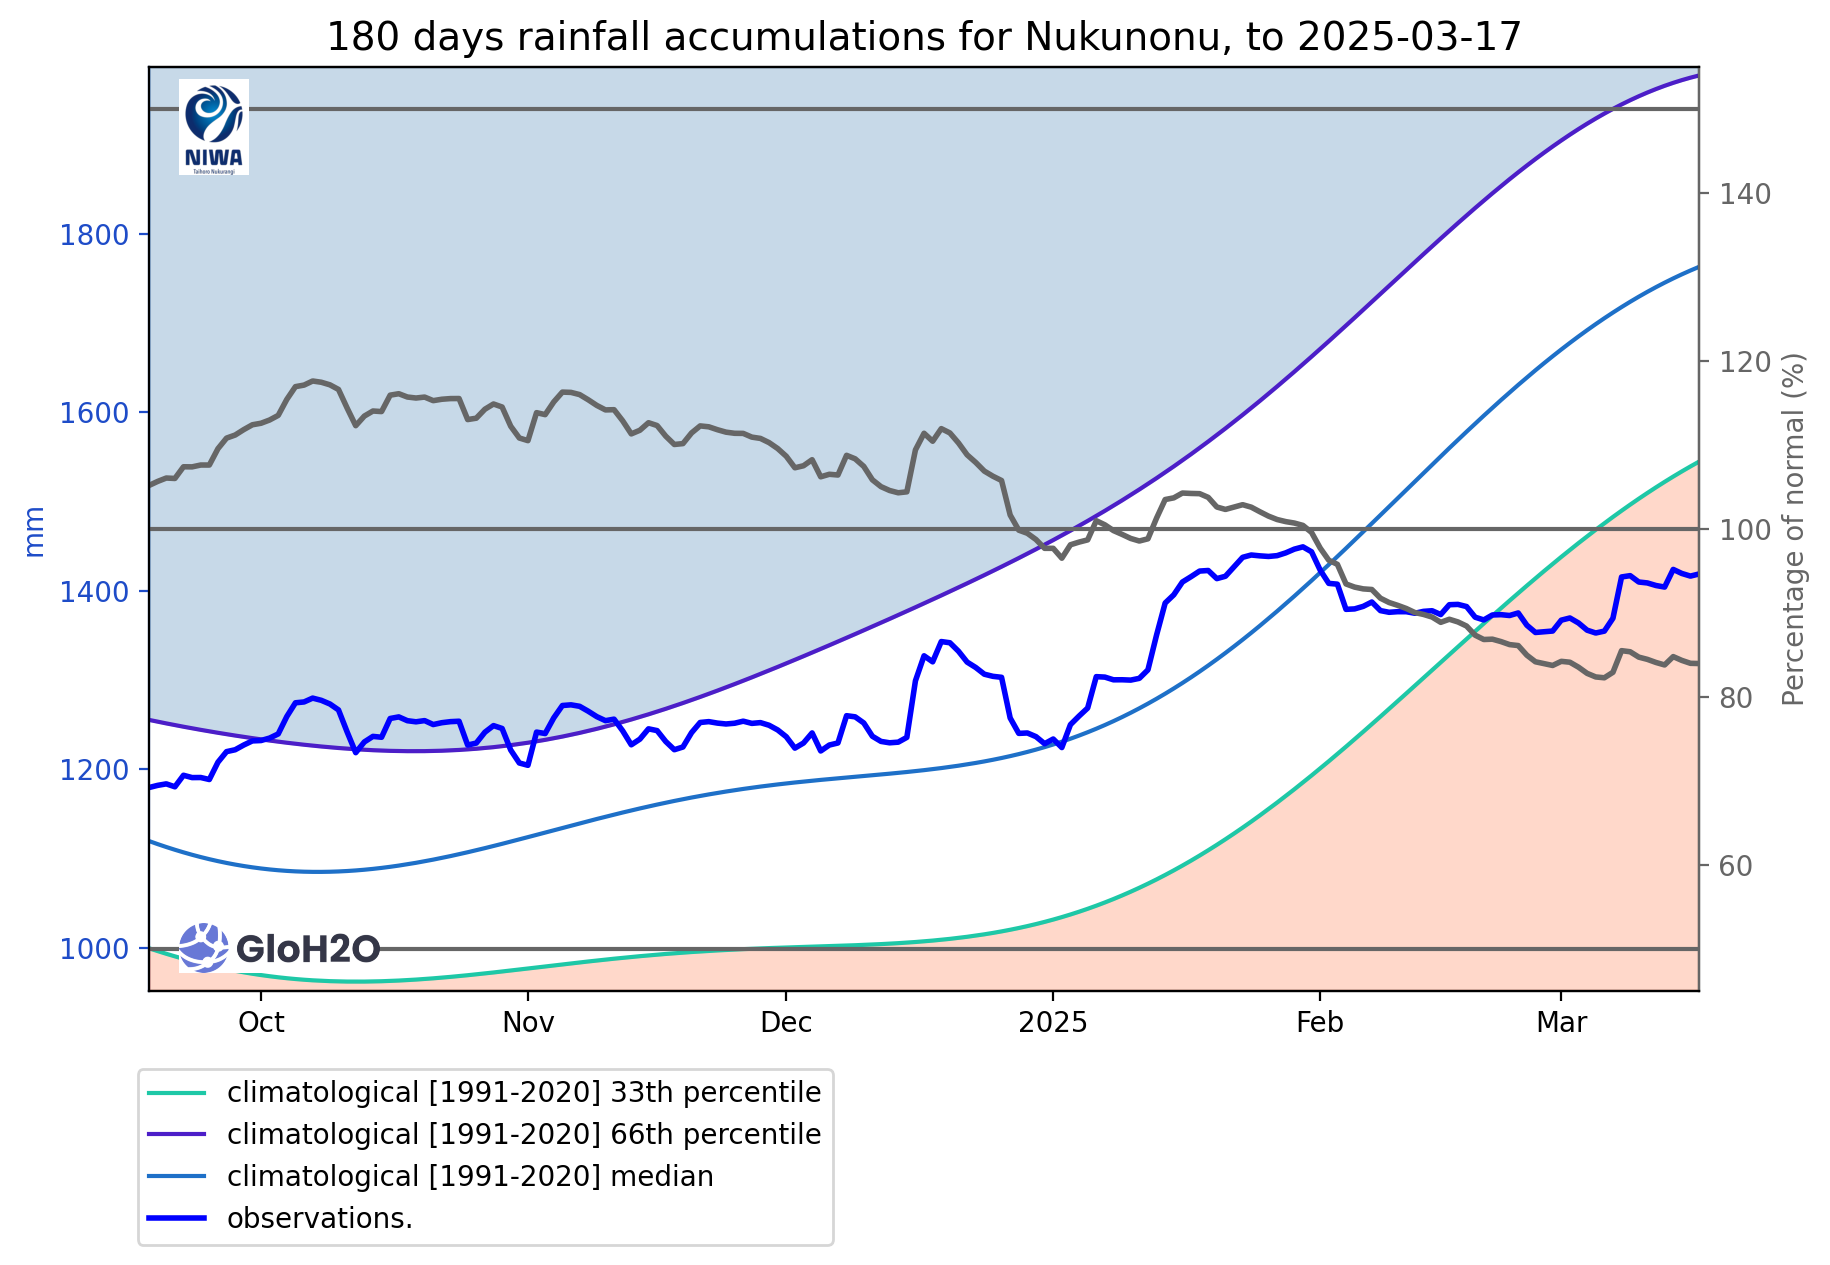 180 days rainfall accumulations for Nukunonu, to 2025-03-17
NIWA
Taihoro Nukurangi
1800
1600
1400
1200
1000
mm
140
120
100
80
60
Percentage of normal (%)
GloH2O
Oct
Nov
Dec
2025
Feb
Mar
climatological [1991-2020] 33th percentile
climatological [1991-2020] 66th percentile
climatological [1991-2020] median
observations.